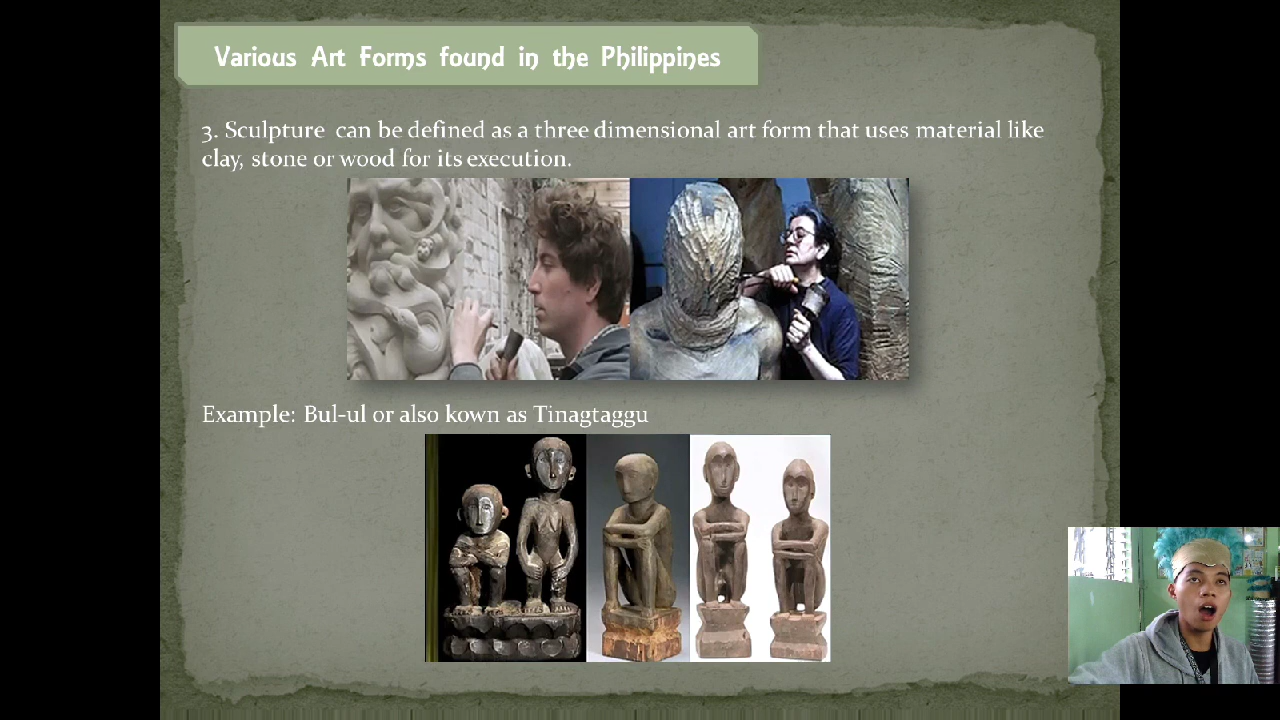 Various Art Forms found in the Philippines
3. Sculpture can be defined as a three dimensional art form that uses material like
clay, stone or wood for its execution.
Example: Bul-ul or also kown as Tinagtaggu